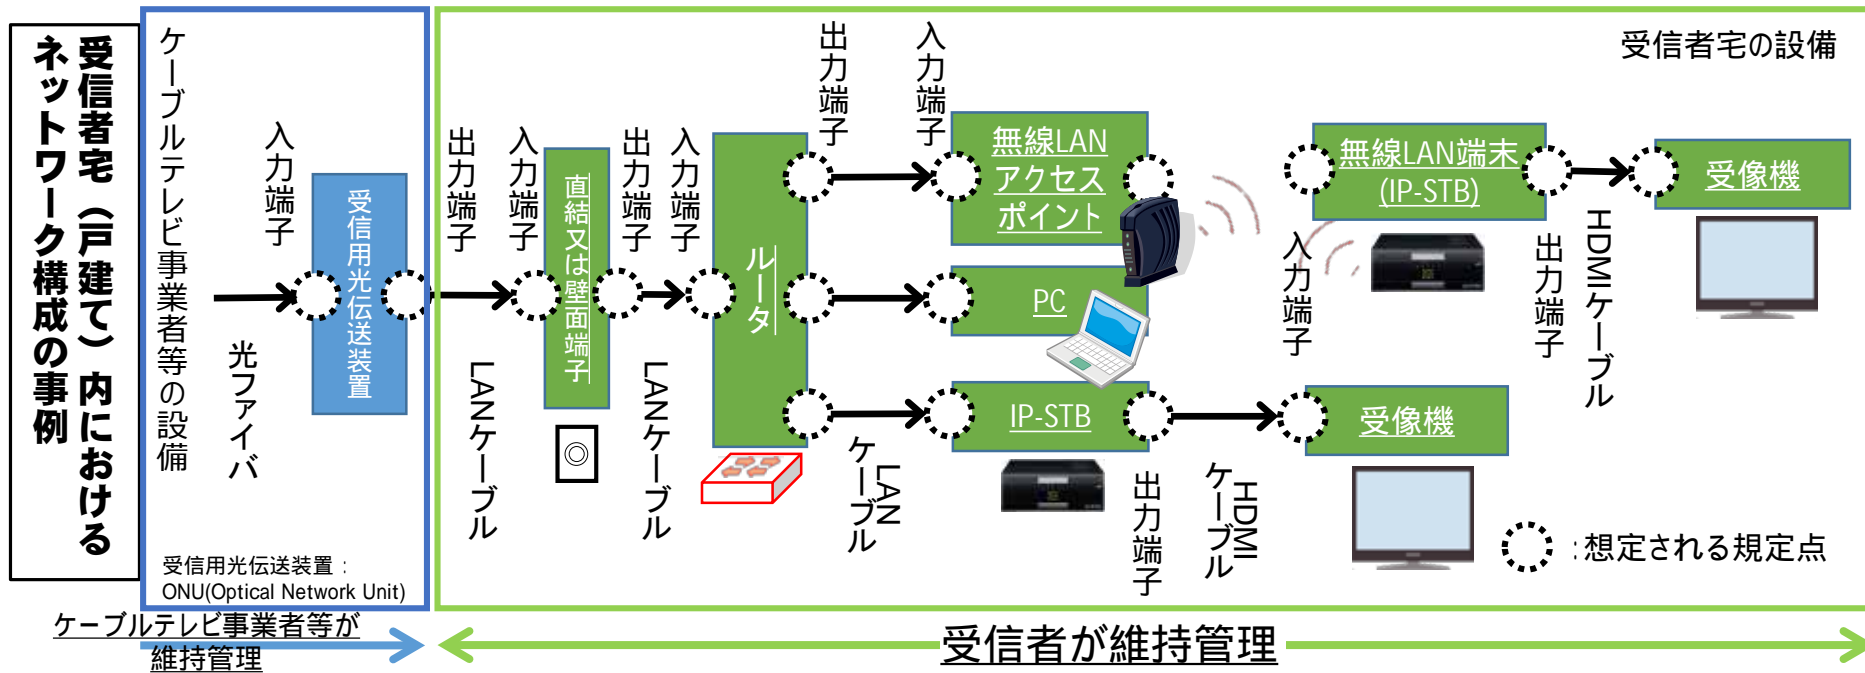 受信者宅（戸建て）内における
ネットワーク構成の事例
ケーブルテレビ事業者等の設備
入力端子
受信用光伝送装置
光ファイバ
受信用光伝送装置：
ONU(Optical Network Unit)
ケーブルテレビ事業者等が
維持管理
受信者宅の設備
出力端子
LANケーブル
入力端子
直結又は壁面端子
出力端子
LANケーブル
入力端子
ルータ
出力端子
入力端子
無線LAN
アクセス
ポイント
入力端子
無線LAN端末
(IP-STB)
出力端子
HDMIケーブル
受像機
PC
LAN
ケーブル
IP-STB
出力端子
HDMI
ケーブル
受像機
：想定される規定点
受信者が維持管理